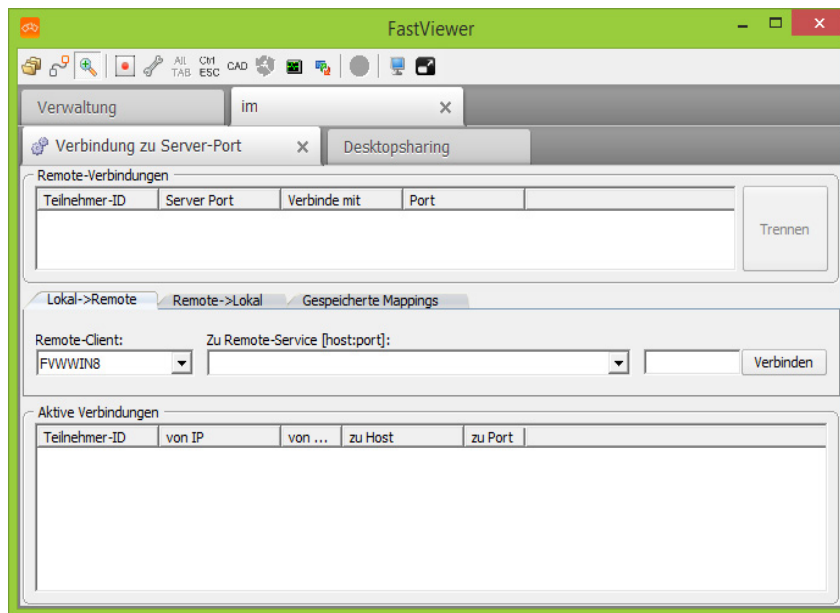 FastViewer
Alt TAB Ctrl ESC CAD
Verwaltung im
Verbindung zu Server-Port Desktopsharing
Remote-Verbindungen
Teilnehmer-ID Server Port Verbinde mit Port
Trennen
Lokal->Remote Remote->Lokal Gespeicherte Mappings
Remote-Client: Zu Remote-Service [host:port]:
FVWWIN8 Verbinden
Aktive Verbindungen
Teilnehmer-ID von IP von ... zu Host zu Port